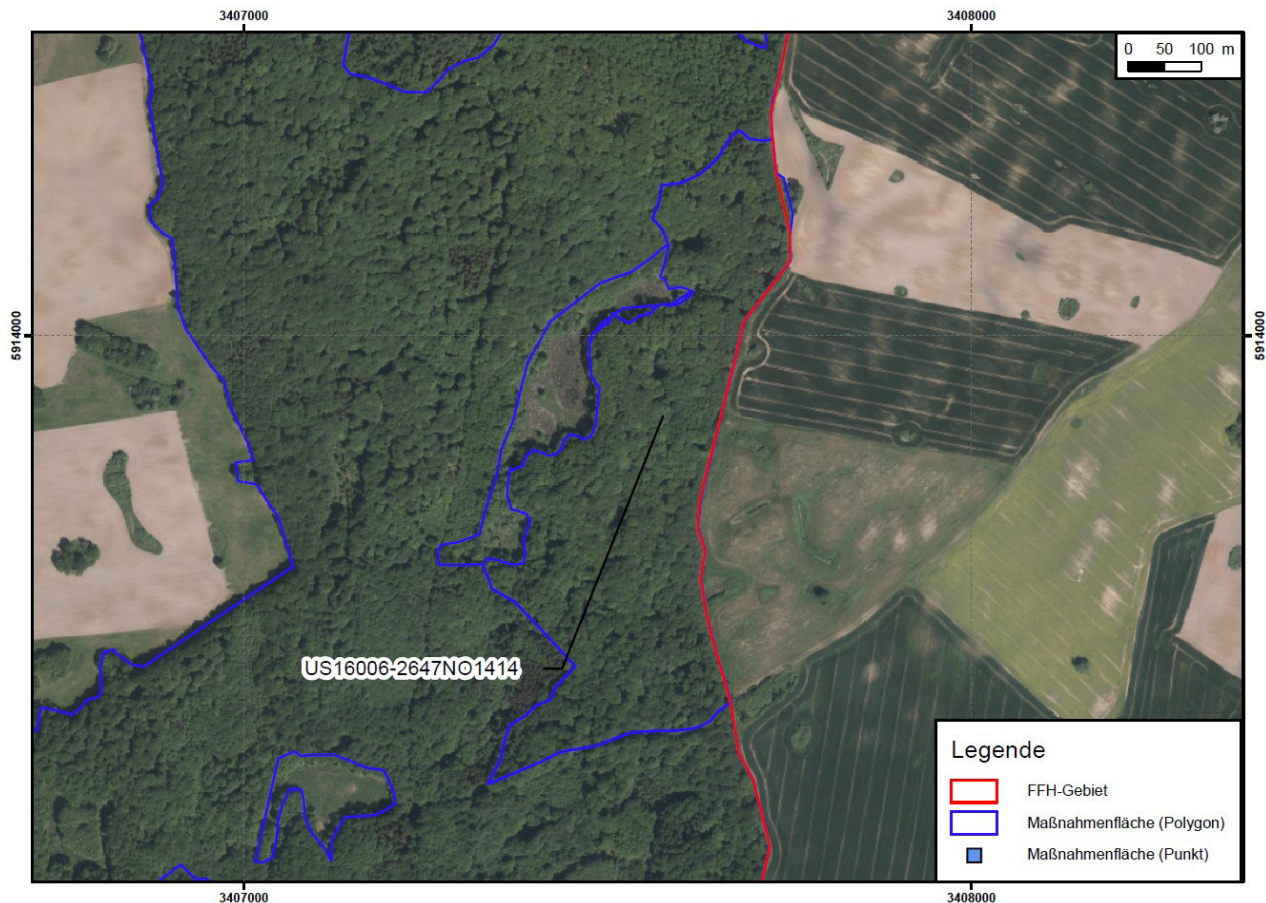 3407000
3408000
0 50 100 m
5914000
5914000
US16006-2647NO1414
Legende
FFH-Gebiet
Maßnahmenfläche (Polygon)
Maßnahmenfläche (Punkt)
3407000
3408000